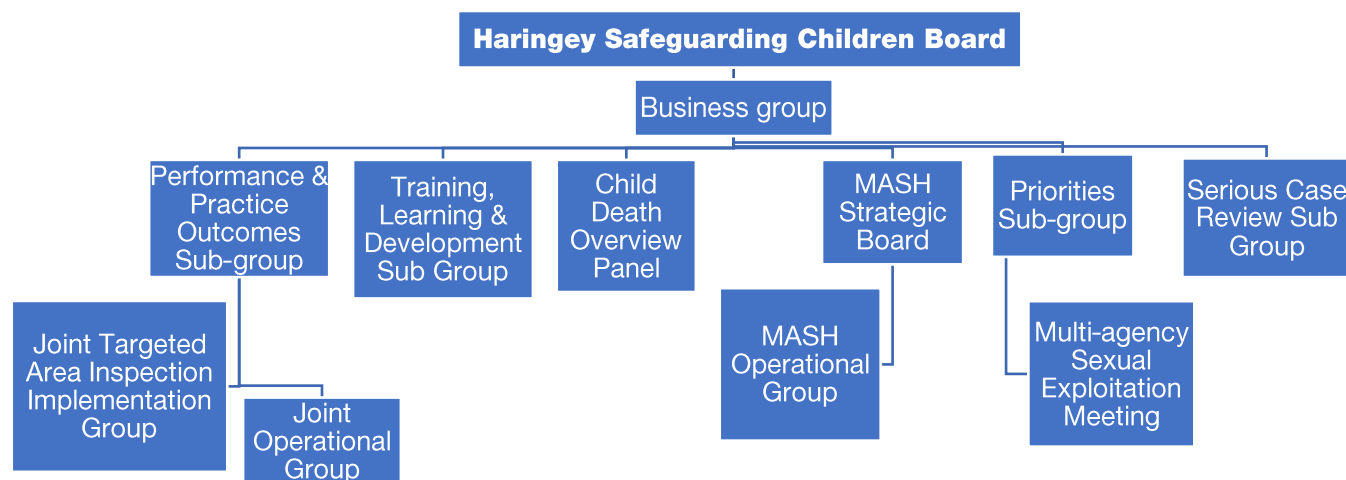 Haringey Safeguarding Children Board
Business group
Performance &
Practice
Outcomes
Sub-group
Training,
Learning &
Development
Sub Group
Child
Death
Overview
Panel
MASH
Strategic
Board
Priorities
Sub-group
Serious Case
Review Sub
Group
Joint Targeted
Area Inspection
Implementation
Group
Joint
Operational
Group
MASH
Operational
Group
Multi-agency
Sexual
Exploitation
Meeting